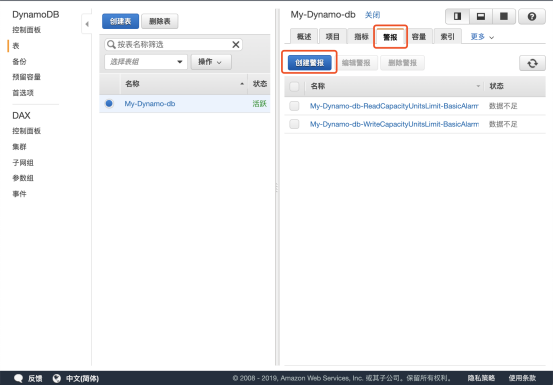 DynamoDB
控制面板
表
备份
预留容量
首选项
DAX
控制面板
集群
子网组
参数组
事件
创建表 删除表
按表名称筛选
选择表组 操作
名称 状态
My-Dynamo-db 活跃
My-Dynamo-db 关闭
概述 项目 指标 警报 容量 索引 更多
创建警报 编辑警报 删除警报
名称 状态
My-Dynamo-db-ReadCapacityUnitsLimit-BasicAlarm 数据不足
My-Dynamo-db-WriteCapacityUnitsLimit-BasicAlarm 数据不足
反馈 中文(简体) © 2008 - 2019, Amazon Web Services, Inc. 或其子公司。保留所有权利。 隐私策略 使用条款